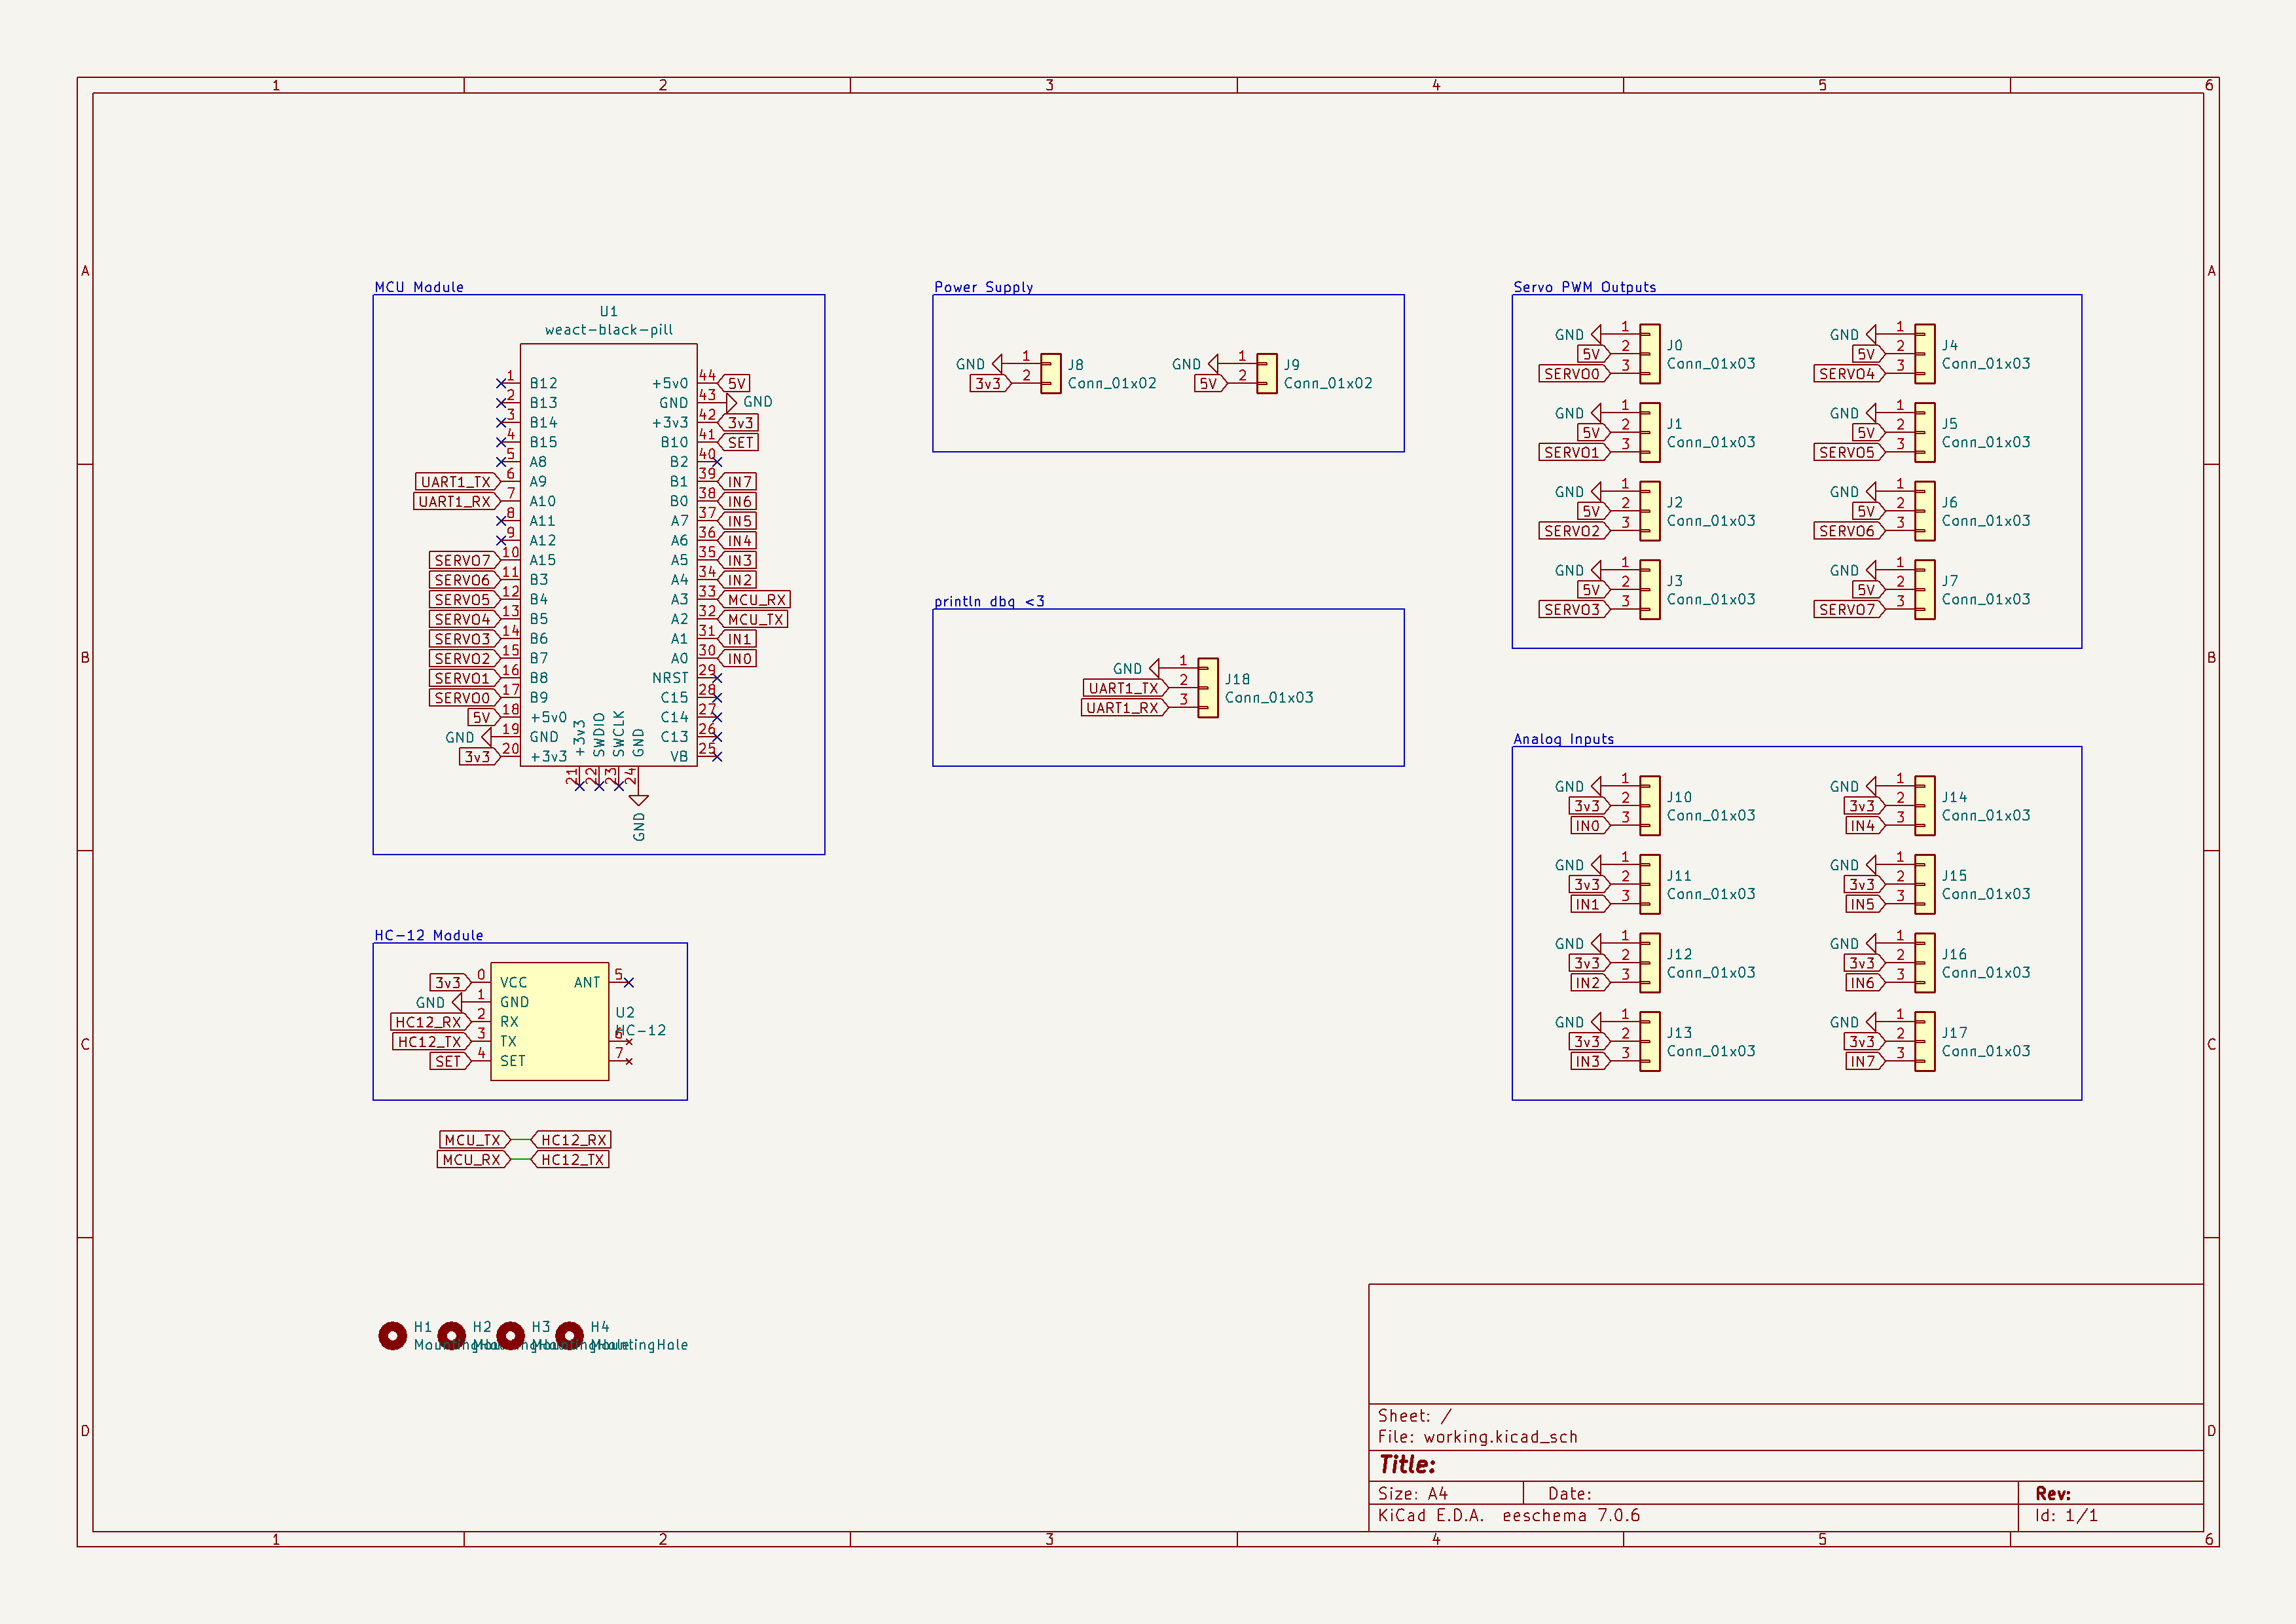 1 2 3 4 5 6
A
B
C
D
MCU Module
U1
weact-black-pill
1 B12
2 B13
3 B14
4 B15
5 A8
UART1_TX 6 A9
UART1_RX 7 A10
8 A11
9 A12
SERVO7 10 A15
SERVO6 11 B3
SERVO5 12 B4
SERVO4 13 B5
SERVO3 14 B6
SERVO2 15 B7
SERVO1 16 B8
SERVO0 17 B9
5V 18 +5v0
GND 19 GND
3v3 20 +3v3
+5v0 44 5V
GND 43 GND
+3v3 42 3v3
B10 41 SET
B2 40
B1 39 IN7
B0 38 IN6
A7 37 IN5
A6 36 IN4
A5 35 IN3
A4 34 IN2
A3 33 MCU_RX
A2 32 MCU_TX
A1 31 IN1
A0 30 IN0
NRST 29
C15 28
C14 27
C13 26
VB 25
+3v3 21
SWDIO 22
SWCLK 23
GND 24
GND
HC-12 Module
3v3 0 VCC
GND 1 GND
HC12_RX 2 RX
HC12_TX 3 TX
SET 4 SET
ANT 5
U2
HC-12
6
7
MCU_TX HC12_RX
MCU_RX HC12_TX
H1
MountingHole
H2
MountingHole
H3
MountingHole
H4
MountingHole
Power Supply
GND 1
3v3 2
J8
Conn_01x02
GND 1
5V 2
J9
Conn_01x02
println dbg <3
GND 1
UART1_TX 2
UART1_RX 3
J18
Conn_01x03
Servo PWM Outputs
GND 1
5V 2
SERVO0 3
J0
Conn_01x03
GND 1
5V 2
SERVO4 3
J4
Conn_01x03
GND 1
5V 2
SERVO1 3
J1
Conn_01x03
GND 1
5V 2
SERVO5 3
J5
Conn_01x03
GND 1
5V 2
SERVO2 3
J2
Conn_01x03
GND 1
5V 2
SERVO6 3
J6
Conn_01x03
GND 1
5V 2
SERVO3 3
J3
Conn_01x03
GND 1
5V 2
SERVO7 3
J7
Conn_01x03
Analog Inputs
GND 1
3v3 2
IN0 3
J10
Conn_01x03
GND 1
3v3 2
IN4 3
J14
Conn_01x03
GND 1
3v3 2
IN1 3
J11
Conn_01x03
GND 1
3v3 2
IN5 3
J15
Conn_01x03
GND 1
3v3 2
IN2 3
J12
Conn_01x03
GND 1
3v3 2
IN6 3
J16
Conn_01x03
GND 1
3v3 2
IN3 3
J13
Conn_01x03
GND 1
3v3 2
IN7 3
J17
Conn_01x03
Sheet: /
File: working.kicad_sch
Title:
Size: A4 Date: Rev:
KiCad E.D.A. eeschema 7.0.6 Id: 1/1
A
B
C
D
1 2 3 4 5 6